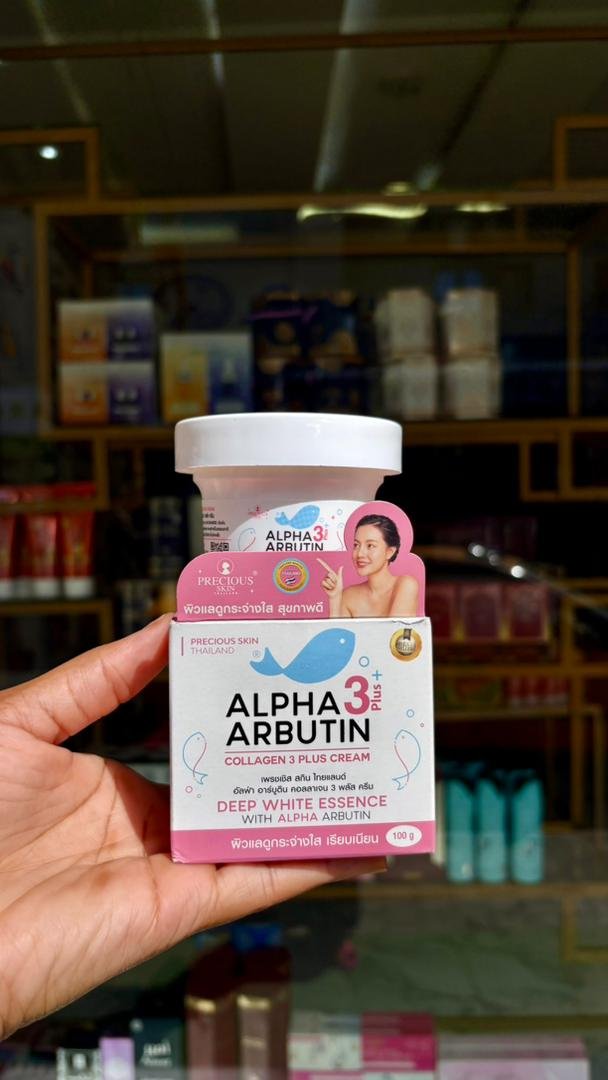 ALPHA 3 Plus
ARBUTIN
PRECIOUS
SKIN
THAILAND
THAILAND
ผิวแลดูกระจ่างใส สุขภาพดี
PRECIOUS SKIN
THAILAND
®
ALPHA 3 Plus+
ARBUTIN
COLLAGEN 3 PLUS CREAM
เพรชเชิส สกิน ไทยแลนด์
อัลฟ่า อาร์บูติน คอลลาเจน 3 พลัส ครีม
DEEP WHITE ESSENCE
WITH ALPHA ARBUTIN
ผิวแลดูกระจ่างใส เรียบเนียน
100 g